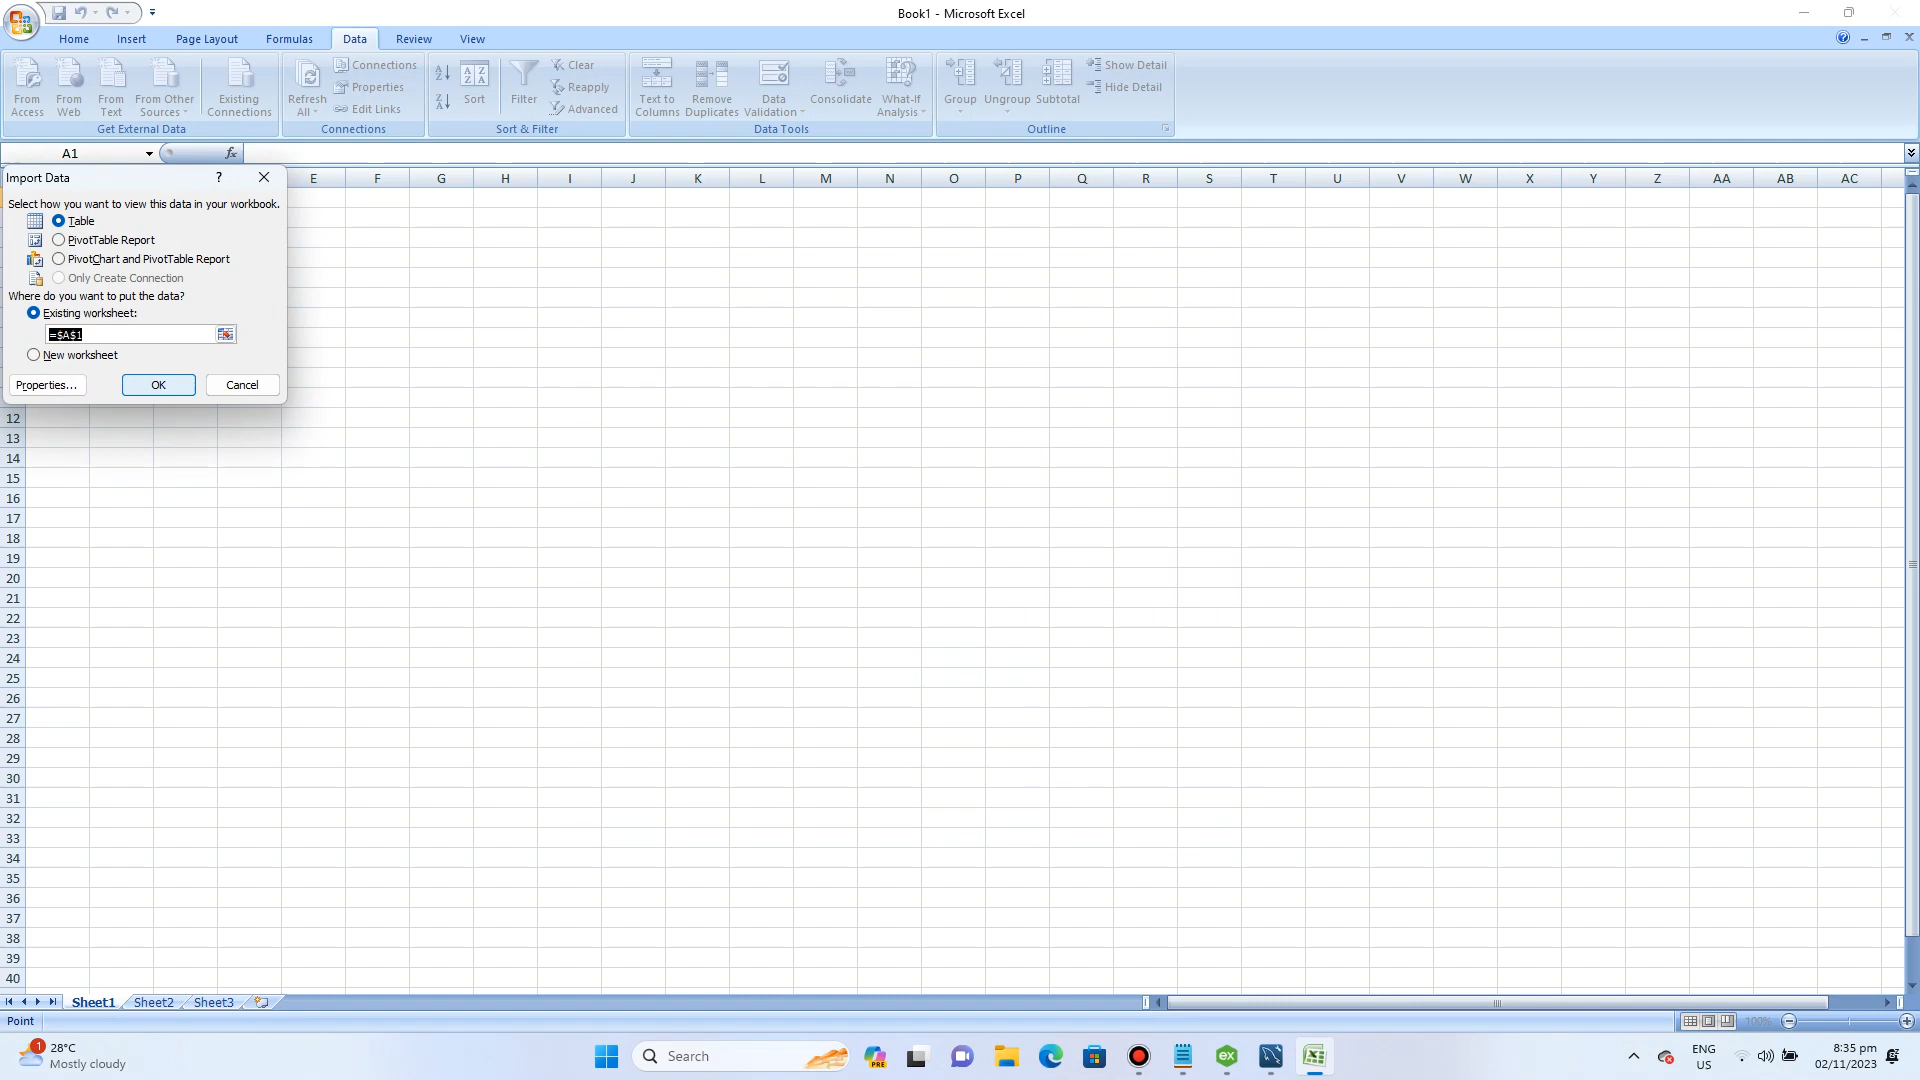 Book1 - Microsoft Excel
Home Insert Page Layout Formulas Data Review View
From Access
From Web
From Text
From Other Sources
Existing Connections
Get External Data
Refresh All
Connections
Properties
Edit Links
Connections
Sort
Filter
Clear
Reapply
Advanced
Sort & Filter
Text to Columns
Remove Duplicates
Data Validation
Consolidate
What-If Analysis
Data Tools
Group
Ungroup
Subtotal
Show Detail
Hide Detail
Outline
A1 fx
Import Data ?
Select how you want to view this data in your workbook.
Table
PivotTable Report
PivotChart and PivotTable Report
Only Create Connection
Where do you want to put the data?
Existing worksheet:
=$A$1
New worksheet
Properties... OK Cancel
E F G H I J K L M N O P Q R S T U V W X Y Z AA AB AC
12
13
14
15
16
17
18
19
20
21
22
23
24
25
26
27
28
29
30
31
32
33
34
35
36
37
38
39
40
Sheet1 Sheet2 Sheet3
Point 100%
1
28°C
Mostly cloudy
Search
PRE
ex
ENG
US
8:35 pm
02/11/2023